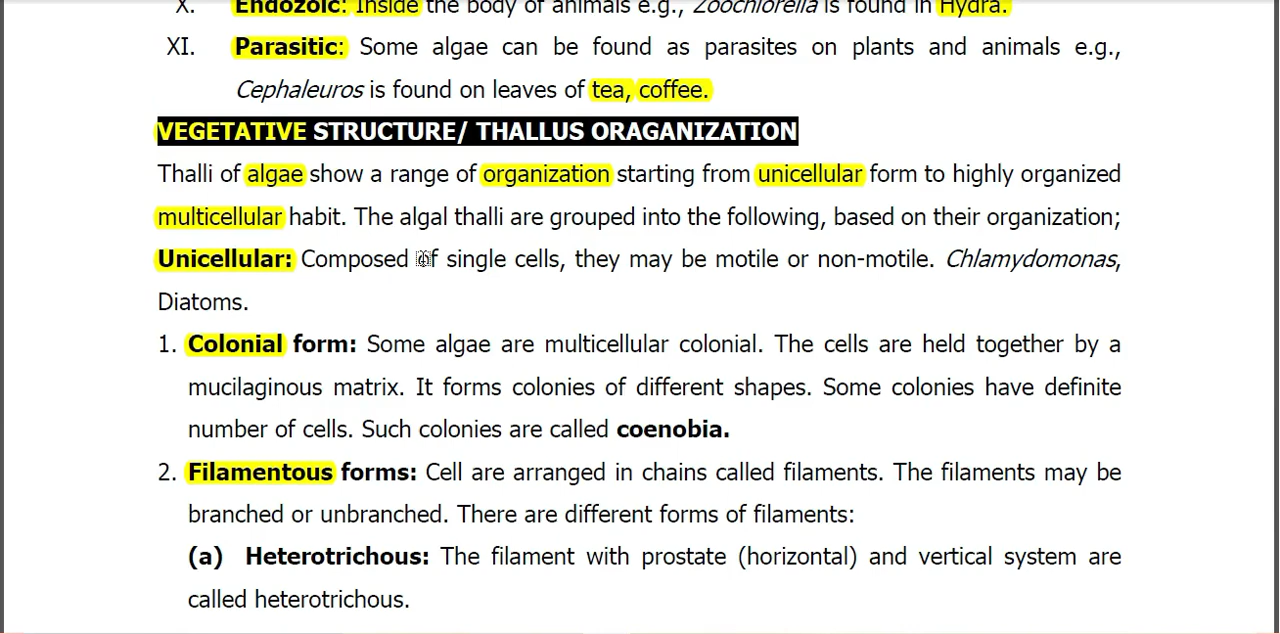 X. Endozoic: Inside the body of animals e.g., Zoochlorella is found in Hydra.
XI. Parasitic: Some algae can be found as parasites on plants and animals e.g.,
Cephaleuros is found on leaves of tea, coffee.
VEGETATIVE STRUCTURE/ THALLUS ORAGANIZATION
Thalli of algae show a range of organization starting from unicellular form to highly organized
multicellular habit. The algal thalli are grouped into the following, based on their organization;
Unicellular: Composed of single cells, they may be motile or non-motile. Chlamydomonas,
Diatoms.
1. Colonial form: Some algae are multicellular colonial. The cells are held together by a
mucilaginous matrix. It forms colonies of different shapes. Some colonies have definite
number of cells. Such colonies are called coenobia.
2. Filamentous forms: Cell are arranged in chains called filaments. The filaments may be
branched or unbranched. There are different forms of filaments:
(a) Heterotrichous: The filament with prostate (horizontal) and vertical system are
called heterotrichous.